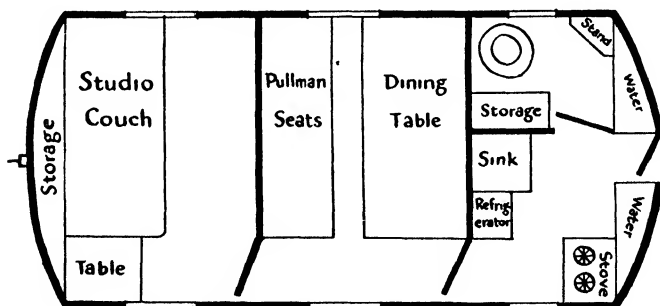 Storage
Studio
Couch
Table
Pullman
Seats
Dining
Table
Storage
Sink
Refrig
erator
Stand
Water
Water
Stove